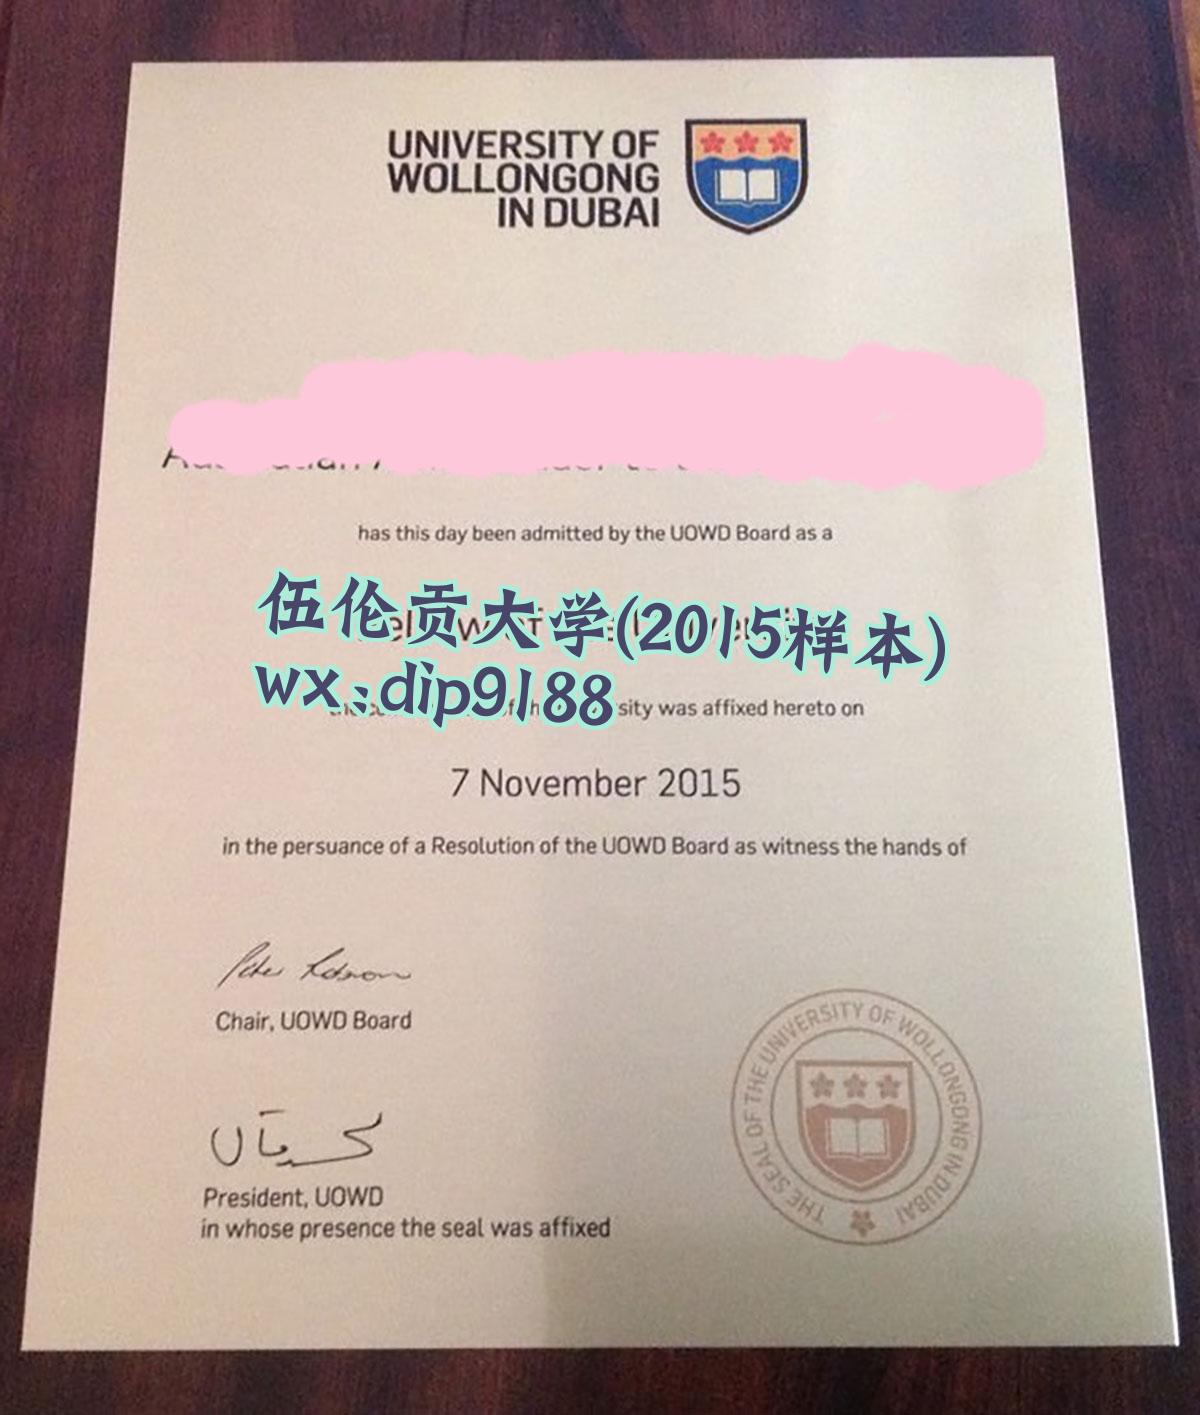 UNIVERSITY OF
WOLLONGONG
IN DUBAI
has this day been admitted by the UOWD Board as a
伍伦贡大学(2015样本)
wx:dip9188
was affixed hereto on
7 November 2015
in the persuance of a Resolution of the UOWD Board as witness the hands of
Chair, UOWD Board
President, UOWD
in whose presence the seal was affixed
THE SEAL OF THE UNIVERSITY OF WOLLONGONG IN DUBAI